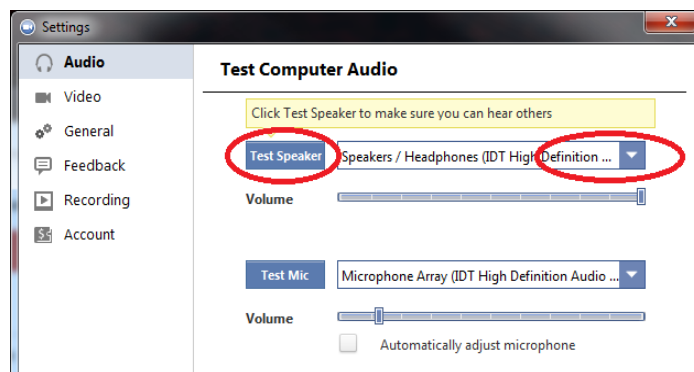 Settings
Audio
Video
General
Feedback
Recording
Account
Test Computer Audio
Click Test Speaker to make sure you can hear others
Test Speaker
Speakers / Headphones (IDT High Definition ...
Volume
Test Mic
Microphone Array (IDT High Definition Audio ...
Volume
Automatically adjust microphone